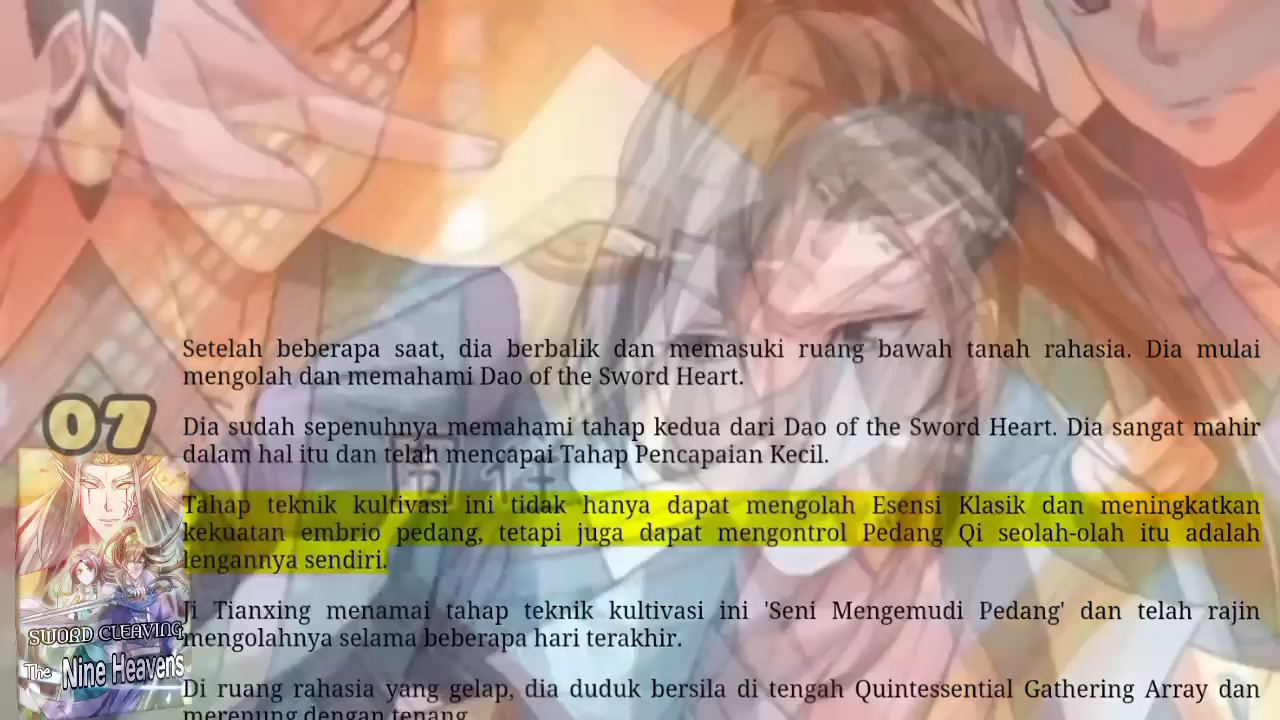 Setelah beberapa saat, dia berbalik dan memasuki ruang bawah tanah rahasia. Dia mulai
mengolah dan memahami Dao of the Sword Heart.
07
Dia sudah sepenuhnya memahami tahap kedua dari Dao of the Sword Heart. Dia sangat mahir
dalam hal itu dan telah mencapai Tahap Pencapaian Kecil.
Tahap teknik kultivasi ini tidak hanya dapat mengolah Esensi Klasik dan meningkatkan
kekuatan embrio pedang, tetapi juga dapat mengontrol Pedang Qi seolah-olah itu adalah
lengannya sendiri.
Ji Tianxing menamai tahap teknik kultivasi ini 'Seni Mengemudi Pedang' dan telah rajin
mengolahnya selama beberapa hari terakhir.
SWORD CLEAVING
The Nine Heavens
Di ruang rahasia yang gelap, dia duduk bersila di tengah Quintessential Gathering Array dan
merenung dengan tenang